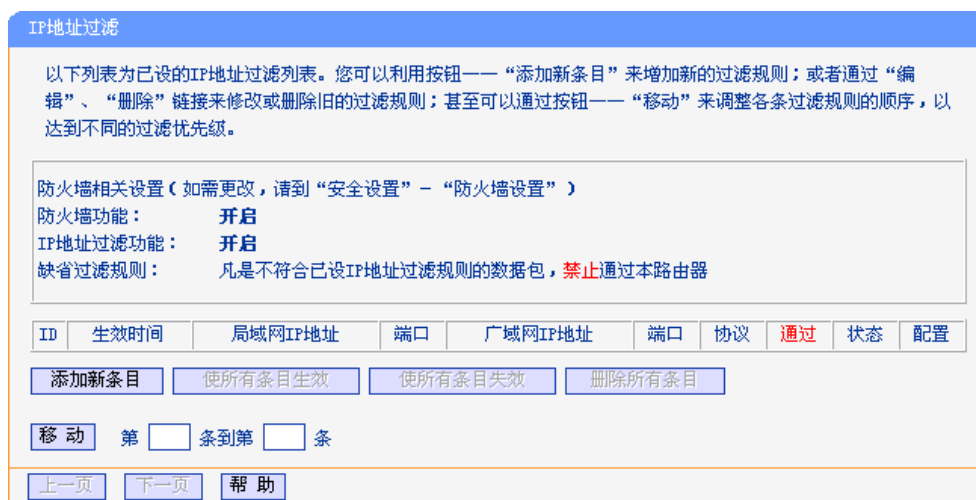 IP地址过滤
以下列表为已设的IP地址过滤列表。您可以利用按钮——“添加新条目”来增加新的过滤规则；或者通过“编
辑”、“删除”链接来修改或删除旧的过滤规则；甚至可以通过按钮——“移动”来调整各条过滤规则的顺序，以
达到不同的过滤优先级。
防火墙相关设置（如需更改，请到“安全设置”-“防火墙设置”）
防火墙功能： 开启
IP地址过滤功能： 开启
缺省过滤规则： 凡是不符合已设IP地址过滤规则的数据包，禁止通过本路由器
ID 生效时间 局域网IP地址 端口 广域网IP地址 端口 协议 通过 状态 配置
添加新条目 使所有条目生效 使所有条目失效 删除所有条目
移 动 第 条到第 条
上一页 下一页 帮 助